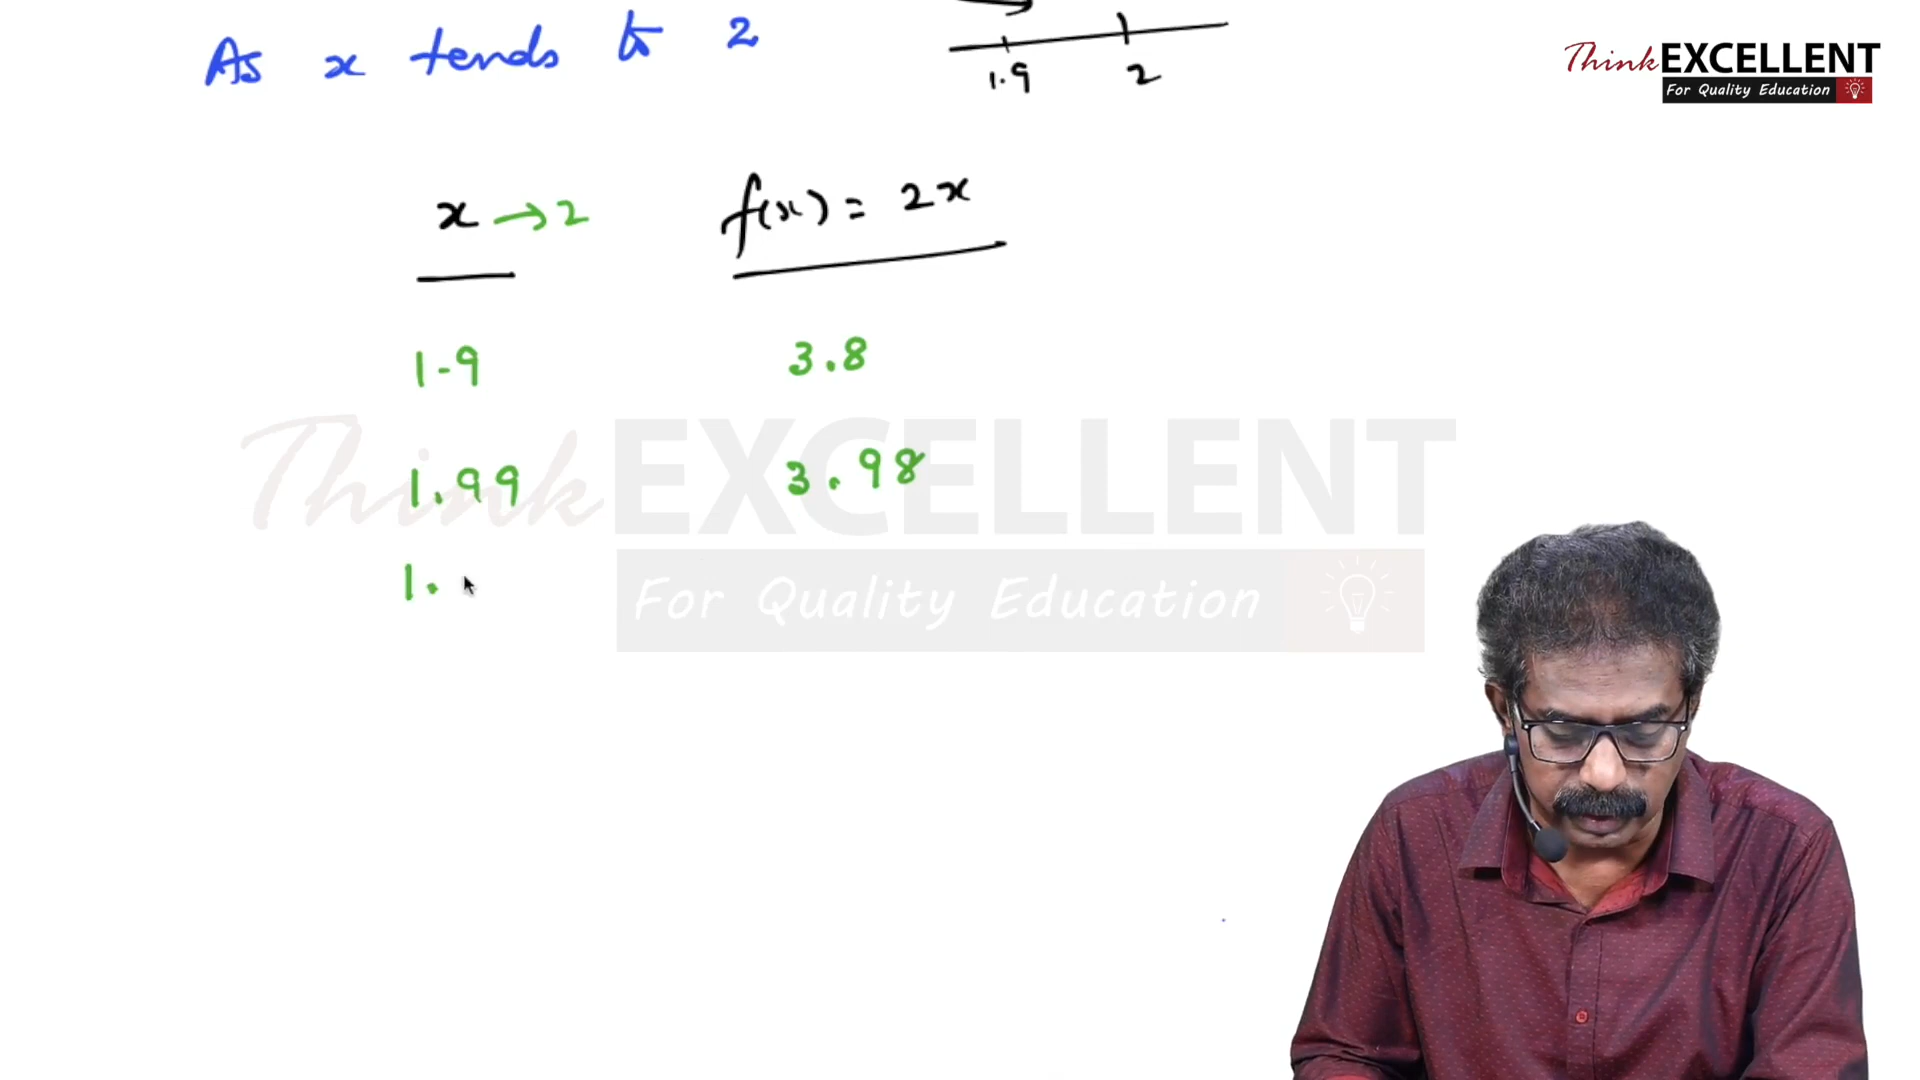 As x tends to 2
1.9 2
Think EXCELLENT
For Quality Education
x → 2 f(x) = 2x
1.9 3.8
1.99 3.98
1.
Think EXCELLENT
For Quality Education